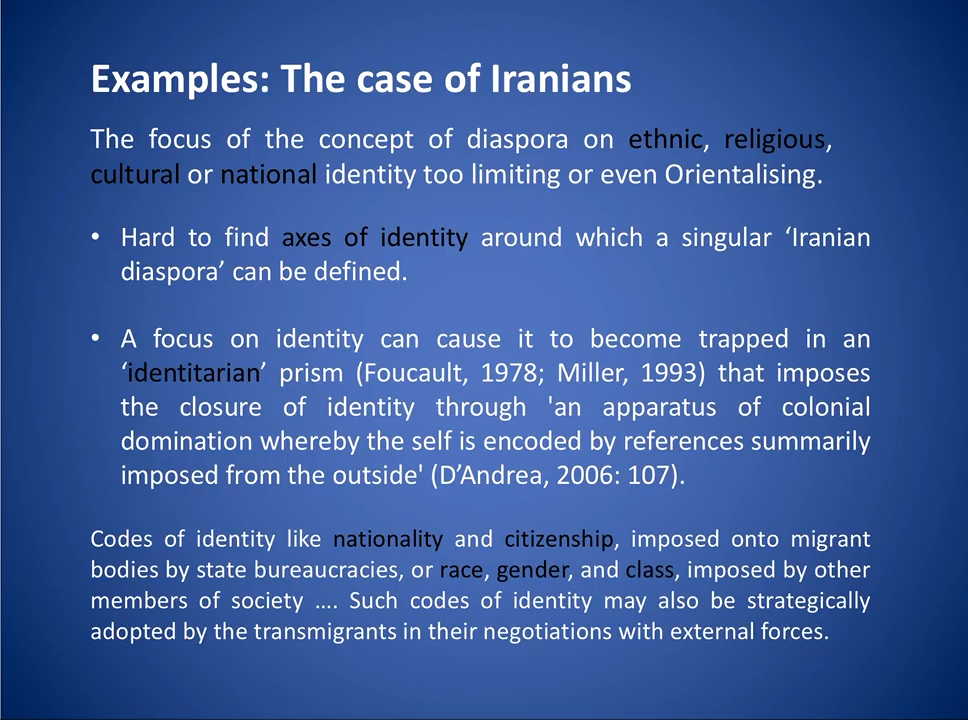 Examples: The case of Iranians
The focus of the concept of diaspora on ethnic, religious,
cultural or national identity too limiting or even Orientalising.
• Hard to find axes of identity around which a singular ‘Iranian
diaspora’ can be defined.
• A focus on identity can cause it to become trapped in an
‘identitarian’ prism (Foucault, 1978; Miller, 1993) that imposes
the closure of identity through 'an apparatus of colonial
domination whereby the self is encoded by references summarily
imposed from the outside' (D’Andrea, 2006: 107).
Codes of identity like nationality and citizenship, imposed onto migrant
bodies by state bureaucracies, or race, gender, and class, imposed by other
members of society .... Such codes of identity may also be strategically
adopted by the transmigrants in their negotiations with external forces.